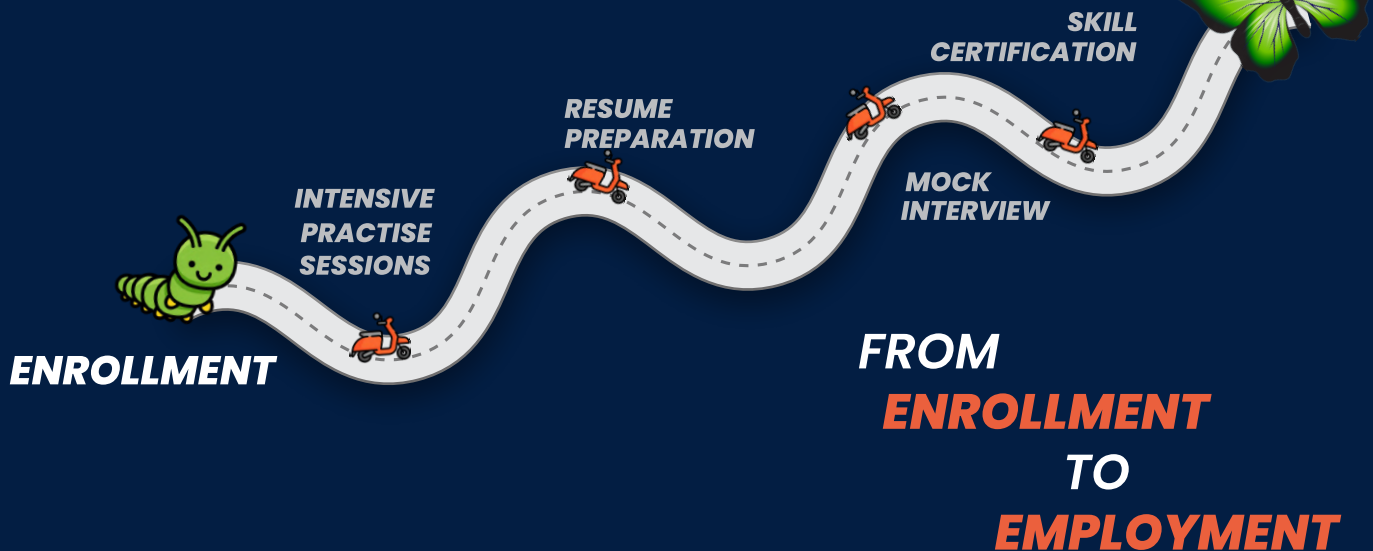 SKILL
CERTIFICATION
RESUME
PREPARATION
INTENSIVE
PRACTISE
SESSIONS
MOCK
INTERVIEW
ENROLLMENT
FROM
ENROLLMENT
TO
EMPLOYMENT